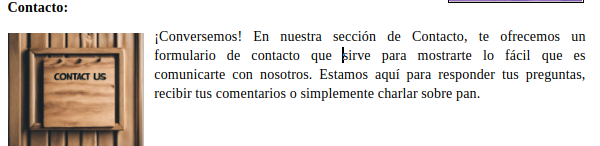 Contacto:
CONTACT US
¡Conversemos! En nuestra sección de Contacto, te ofrecemos un
formulario de contacto que sirve para mostrarte lo fácil que es
comunicarte con nosotros. Estamos aquí para responder tus preguntas,
recibir tus comentarios o simplemente charlar sobre pan.